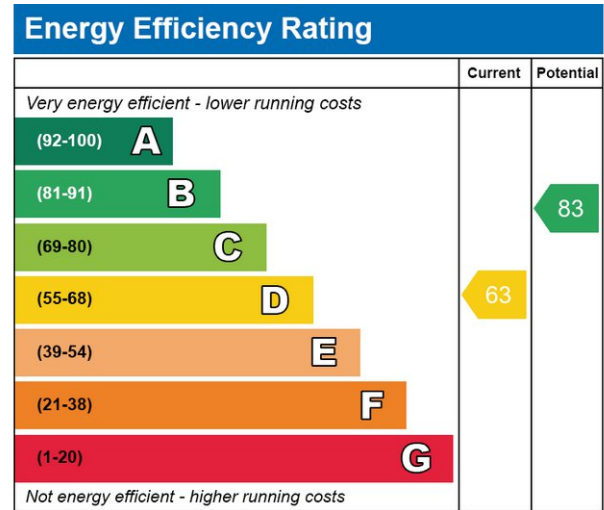 Energy Efficiency Rating
Current Potential
Very energy efficient - lower running costs
(92-100) A
(81-91) B
83
(69-80) C
(55-68) D
63
(39-54) E
(21-38) F
(1-20) G
Not energy efficient - higher running costs